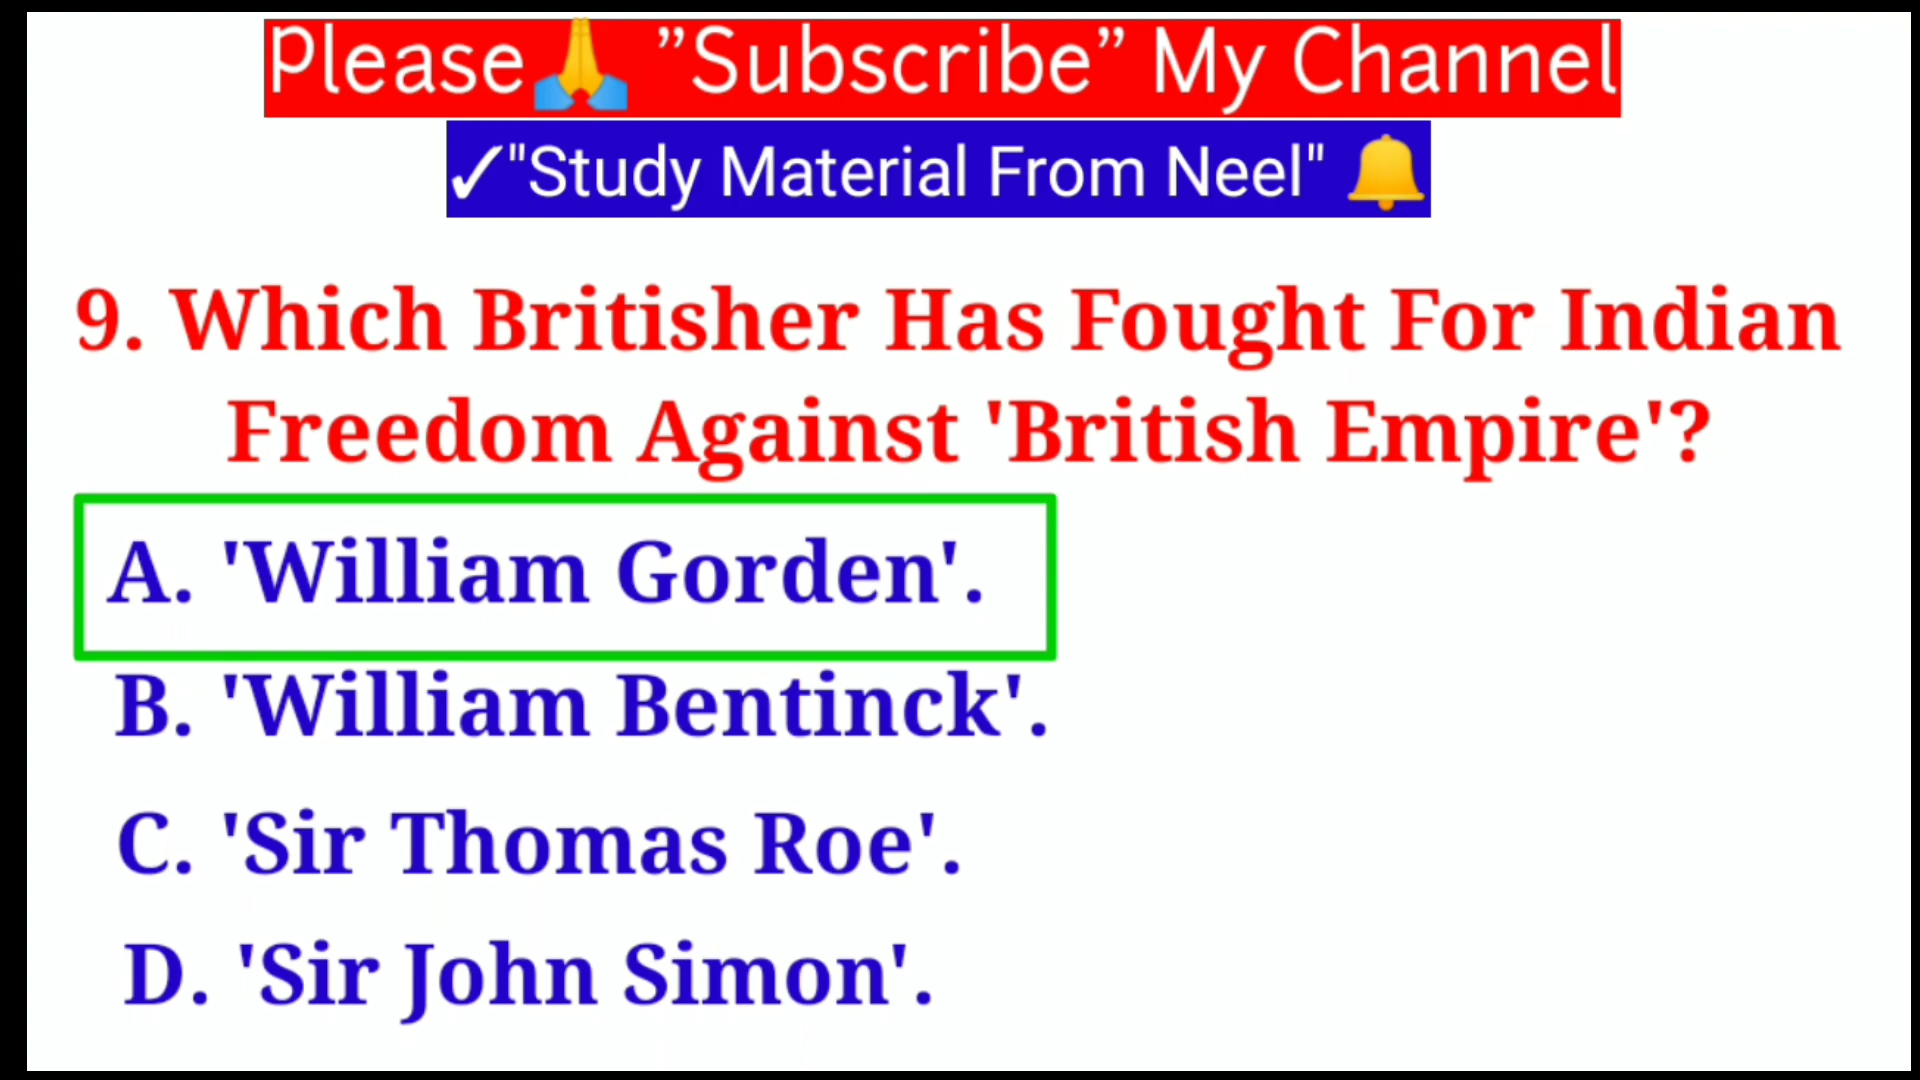 Please🙏 ”Subscribe” My Channel
✓"Study Material From Neel" 🔔
9. Which Britisher Has Fought For Indian
Freedom Against 'British Empire'?
A. 'William Gorden'.
B. 'William Bentinck'.
C. 'Sir Thomas Roe'.
D. 'Sir John Simon'.